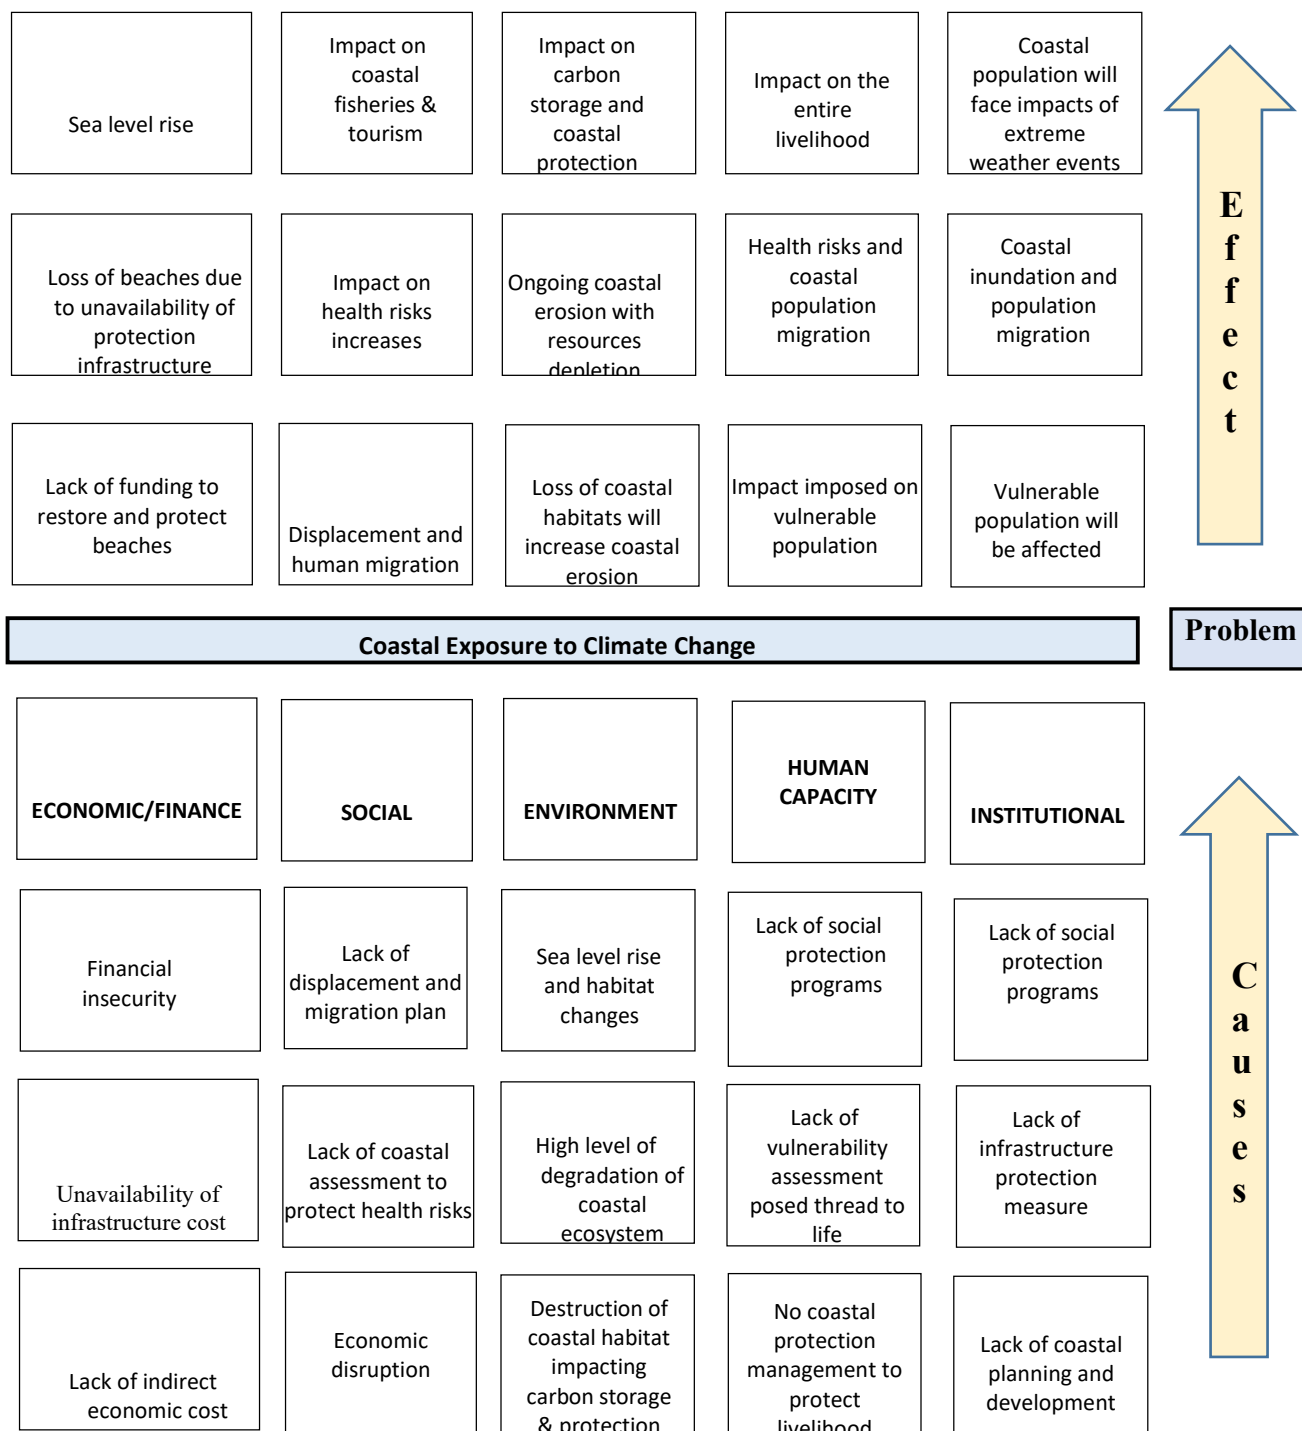 Sea level rise
Impact on
coastal
fisheries &
tourism
Impact on
carbon
storage and
coastal
protection
Impact on the
entire
livelihood
Coastal
population will
face impacts of
extreme
weather events
Loss of beaches due
to unavailability of
protection
infrastructure
Impact on
health risks
increases
Ongoing coastal
erosion with
resources
depletion
Health risks and
coastal
population
migration
Coastal
inundation and
population
migration
E
f
f
e
c
t
Lack of funding to
restore and protect
beaches
Displacement and
human migration
Loss of coastal
habitats will
increase coastal
erosion
Impact imposed on
vulnerable
population
Vulnerable
population will
be affected
Coastal Exposure to Climate Change
Problem
ECONOMIC/FINANCE
SOCIAL
ENVIRONMENT
HUMAN
CAPACITY
INSTITUTIONAL
Financial
insecurity
Lack of
displacement and
migration plan
Sea level rise
and habitat
changes
Lack of social
protection
programs
Lack of social
protection
programs
C
a
u
s
e
s
Unavailability of
infrastructure cost
Lack of coastal
assessment to
protect health risks
High level of
degradation of
coastal
ecosystem
Lack of
vulnerability
assessment
posed thread to
life
Lack of
infrastructure
protection
measure
Lack of indirect
economic cost
Economic
disruption
Destruction of
coastal habitat
impacting
carbon storage
& protection
No coastal
protection
management to
protect
livelihood
Lack of coastal
planning and
development